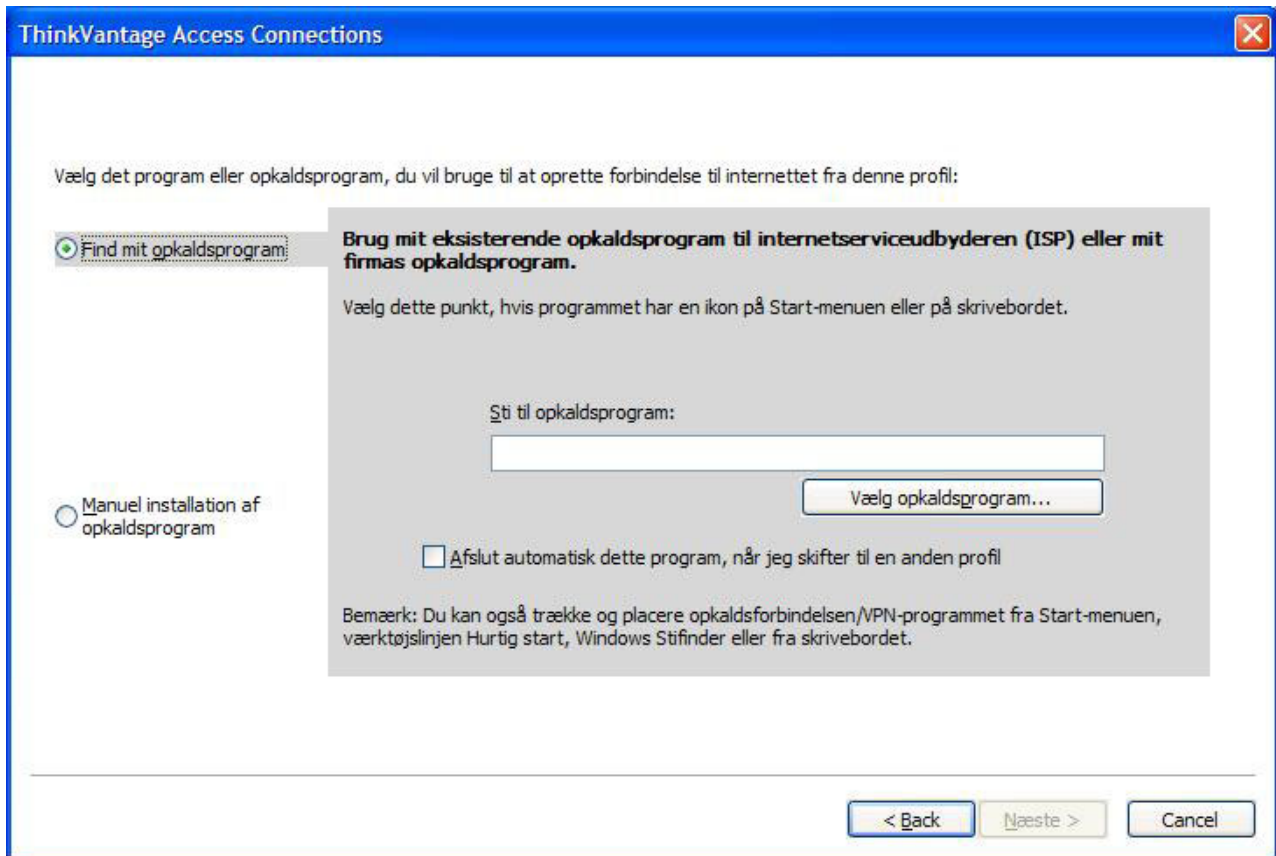 ThinkVantage Access Connections
Vælg det program eller opkaldsprogram, du vil bruge til at oprette forbindelse til internettet fra denne profil:
Find mit opkaldsprogram
Brug mit eksisterende opkaldsprogram til internetserviceudbyderen (ISP) eller mit
firmas opkaldsprogram.
Vælg dette punkt, hvis programmet har en ikon på Start-menuen eller på skrivebordet.
Sti til opkaldsprogram:
Vælg opkaldsprogram...
Manuel installation af
opkaldsprogram
Afslut automatisk dette program, når jeg skifter til en anden profil
Bemærk: Du kan også trække og placere opkaldsforbindelsen/VPN-programmet fra Start-menuen,
værktøjslinjen Hurtig start, Windows Stifinder eller fra skrivebordet.
< Back
Næste >
Cancel